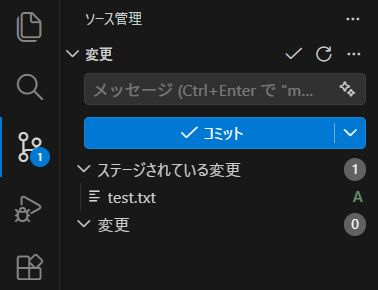 ソース管理
変更
メッセージ (Ctrl+Enter で "m...
コミット
1
ステージされている変更 1
test.txt A
変更 0